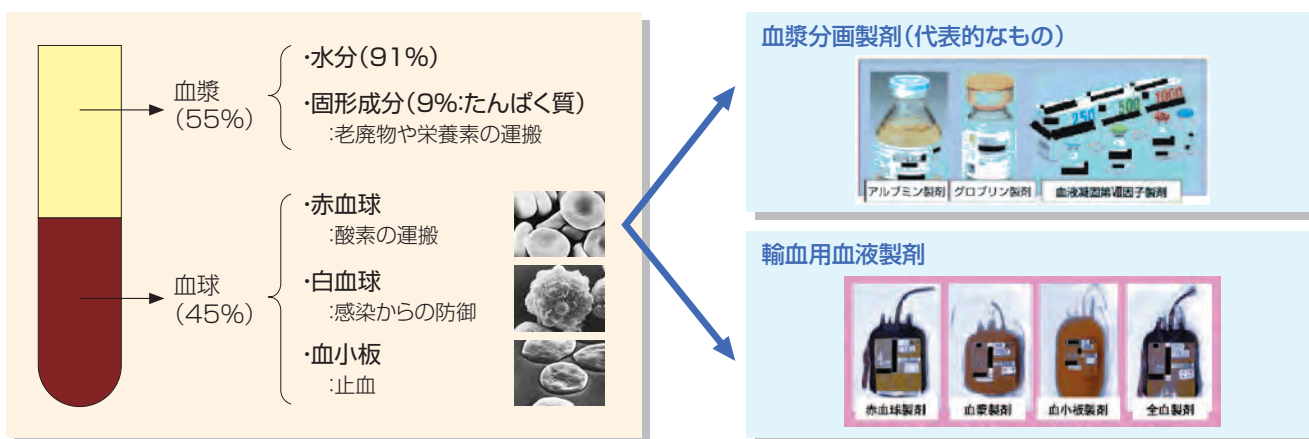 血漿
(55%)
・水分(91%)
・固形成分(9%:たんぱく質)
:老廃物や栄養素の運搬
血球
(45%)
・赤血球
:酸素の運搬
・白血球
:感染からの防御
・血小板
:止血
血漿分画製剤(代表的なもの)
250
500
1000
アルブミン製剤
グロブリン製剤
血液凝固第Ⅷ因子製剤
輸血用血液製剤
赤血球製剤
血漿製剤
血小板製剤
全血製剤